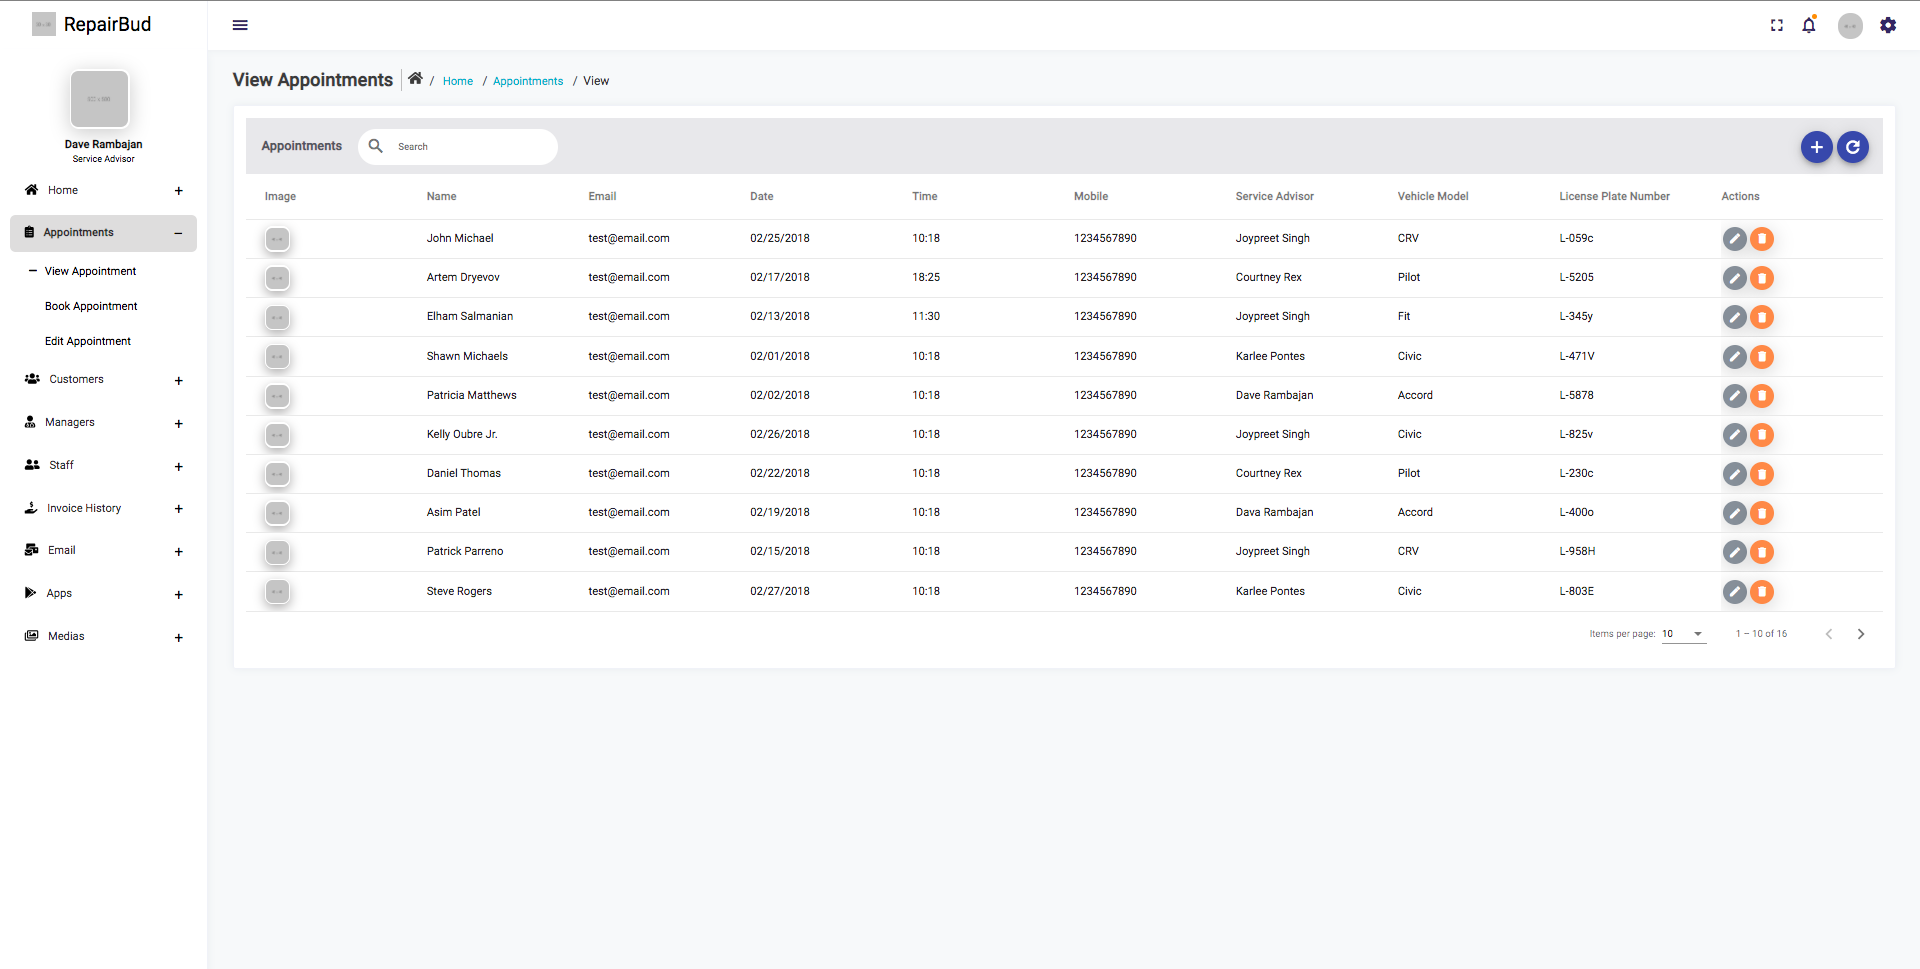 RepairBud
Dave Rambajan
Service Advisor
Home
Appointments
View Appointment
Book Appointment
Edit Appointment
Customers
Managers
Staff
Invoice History
Email
Apps
Medias
View Appointments / Home / Appointments / View
Appointments Search
Image Name Email Date Time Mobile Service Advisor Vehicle Model License Plate Number Actions
John Michael test@email.com 02/25/2018 10:18 1234567890 Joypreet Singh CRV L-059c
Artem Dryevov test@email.com 02/17/2018 18:25 1234567890 Courtney Rex Pilot L-5205
Elham Salmanian test@email.com 02/13/2018 11:30 1234567890 Joypreet Singh Fit L-345y
Shawn Michaels test@email.com 02/01/2018 10:18 1234567890 Karlee Pontes Civic L-471V
Patricia Matthews test@email.com 02/02/2018 10:18 1234567890 Dave Rambajan Accord L-5878
Kelly Oubre Jr. test@email.com 02/26/2018 10:18 1234567890 Joypreet Singh Civic L-825v
Daniel Thomas test@email.com 02/22/2018 10:18 1234567890 Courtney Rex Pilot L-230c
Asim Patel test@email.com 02/19/2018 10:18 1234567890 Dava Rambajan Accord L-400o
Patrick Parreno test@email.com 02/15/2018 10:18 1234567890 Joypreet Singh CRV L-958H
Steve Rogers test@email.com 02/27/2018 10:18 1234567890 Karlee Pontes Civic L-803E
Items per page: 10 1 – 10 of 16